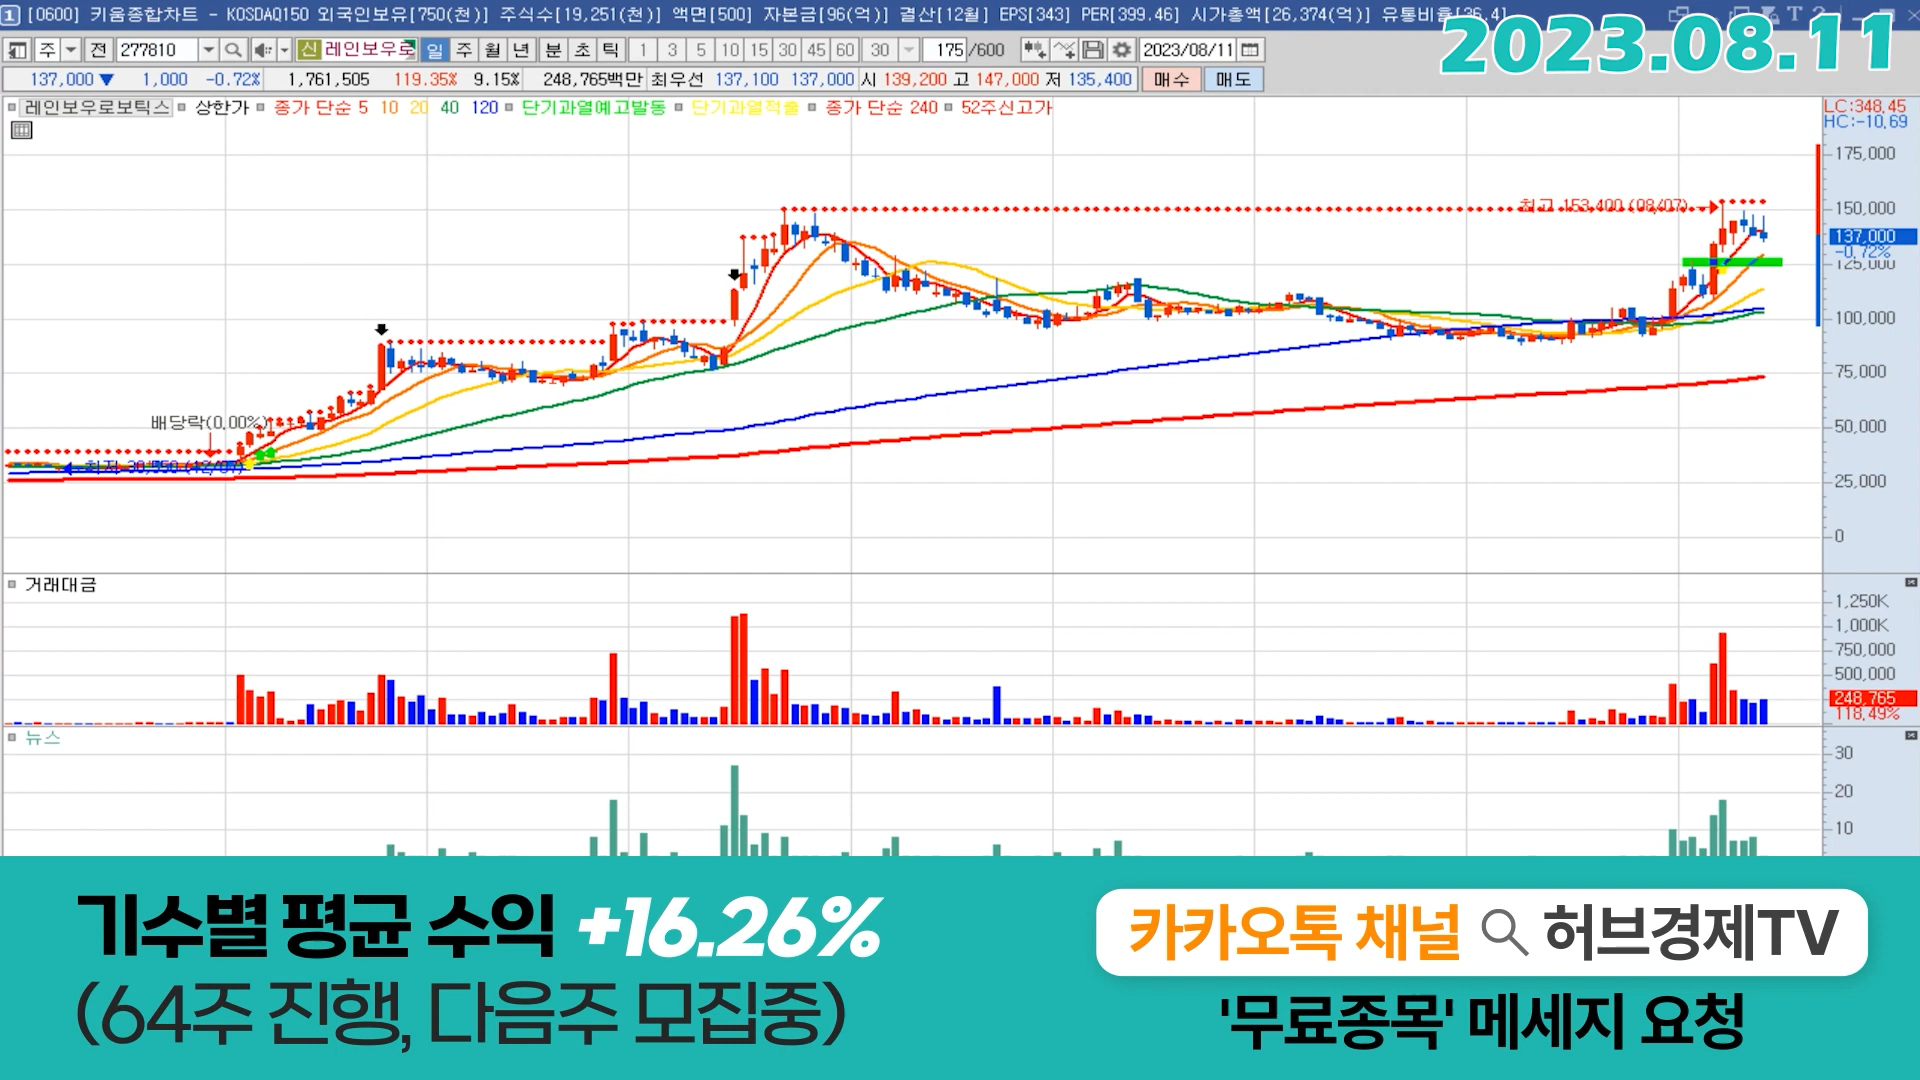 [0600] 키움종합차트 - KOSDAQ150 외국인보유[750(천)] 주식수[19,251(천)] 액면[500] 자본금[96(억)] 결산[12월] EPS[343] PER[399.46] 시가총액[26,374(억)] 유통비율[36.4]
2023.08.11
주 전 277810 신 레인보우로 일 주 월 년 분 초 틱 1 3 5 10 15 30 45 60 30 175 /600 2023/08/11
137,000 ▼ 1,000 -0.72% 1,761,505 119.35% 9.15% 248,765백만 최우선 137,100 137,000 시 139,200 고 147,000 저 135,400 매수 매도
레인보우로보틱스 상한가 종가 단순 5 10 20 40 120 단기과열예고발동 단기과열적출 종가 단순 240 52주신고가
LC:348.45
HC:-10.69
175,000
최고 153,400 (08/07)
150,000
137,000
-0.72%
125,000
100,000
75,000
배당락(0.00%)
50,000
25,000
0
거래대금
1,250K
1,000K
750,000
500,000
248,765
118.49%
뉴스
30
20
10
기수별 평균 수익 +16.26%
(64주 진행, 다음주 모집중)
카카오톡 채널 허브경제TV
'무료종목' 메세지 요청